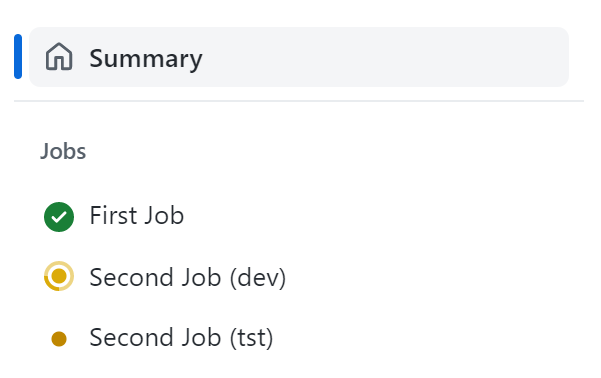 Summary
Jobs
First Job
Second Job (dev)
Second Job (tst)